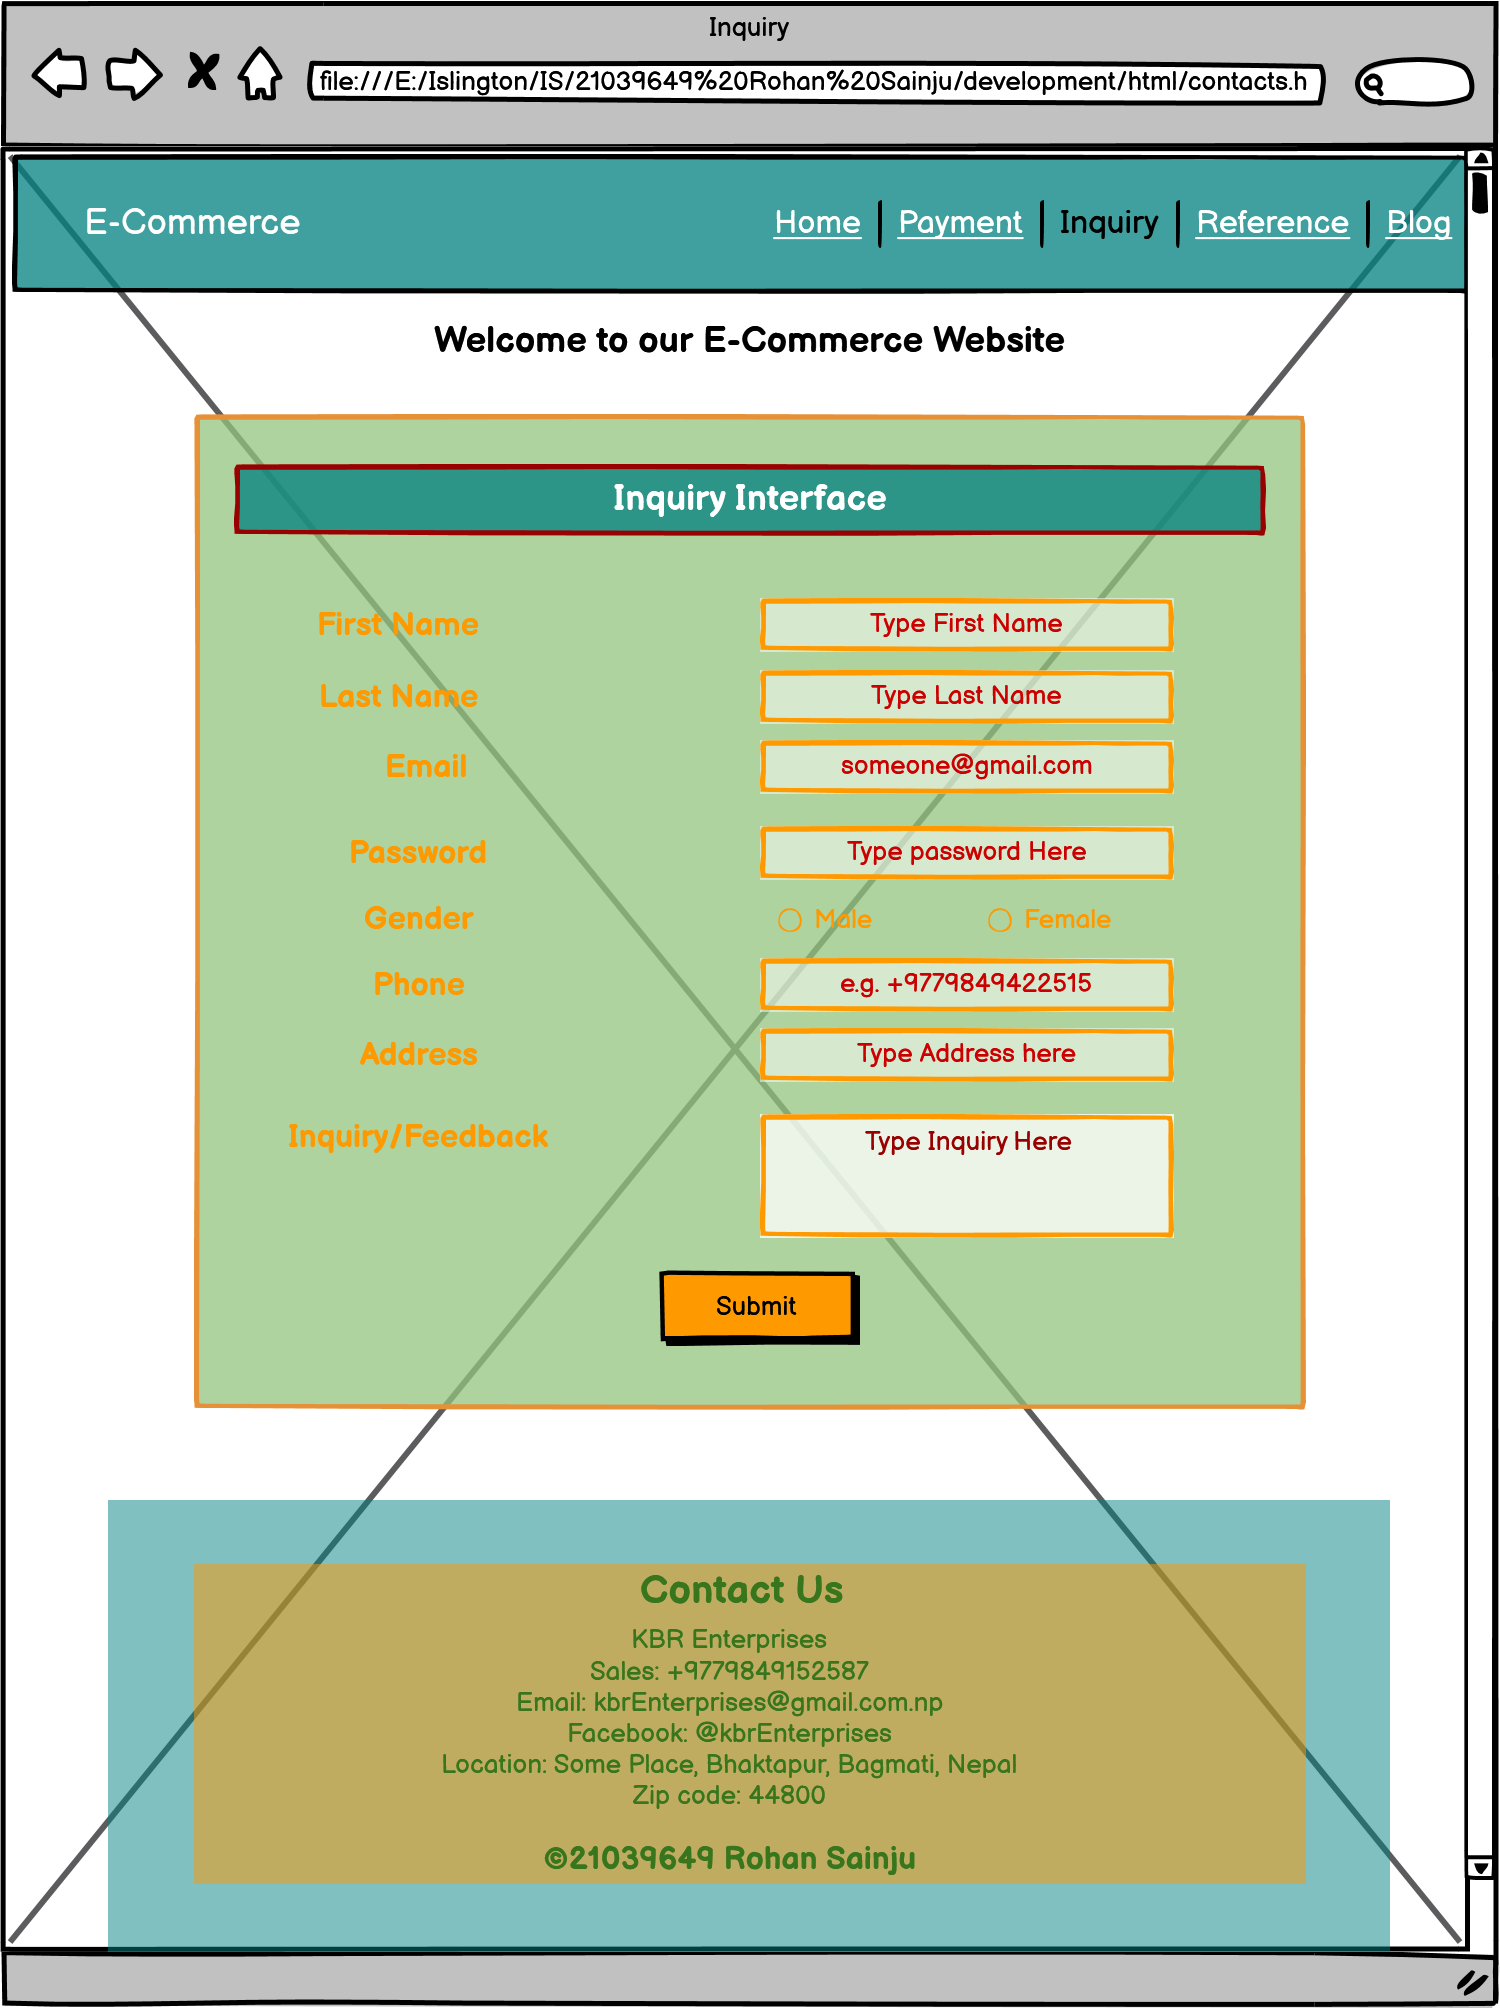 Inquiry
file:///E:/Islington/IS/21039649%20Rohan%20Sainju/development/html/contacts.h
E-Commerce Home Payment Inquiry Reference Blog
Welcome to our E-Commerce Website
Inquiry Interface
First Name Type First Name
Last Name Type Last Name
Email someone@gmail.com
Password Type password Here
Gender Male Female
Phone e.g. +9779849422515
Address Type Address here
Inquiry/Feedback Type Inquiry Here
Submit
Contact Us
KBR Enterprises
Sales: +9779849152587
Email: kbrEnterprises@gmail.com.np
Facebook: @kbrEnterprises
Location: Some Place, Bhaktapur, Bagmati, Nepal
Zip code: 44800
©21039649 Rohan Sainju